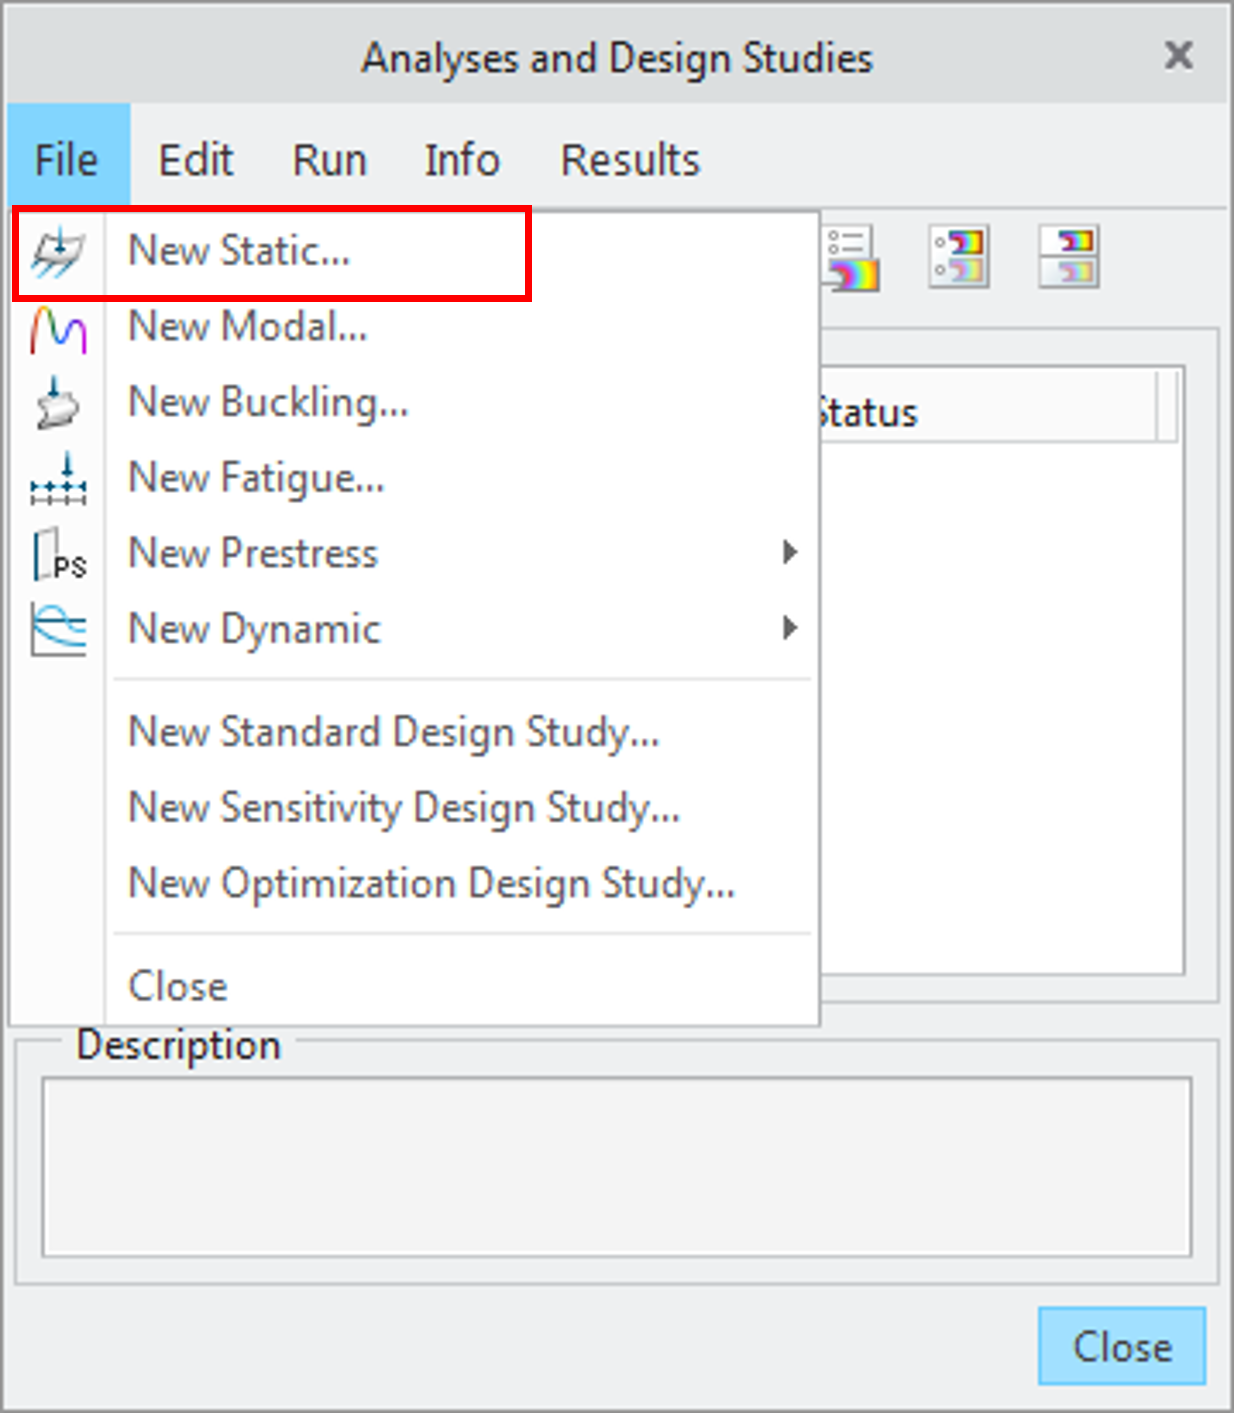 Analyses and Design Studies
File Edit Run Info Results
New Static...
New Modal...
New Buckling...
Status
New Fatigue...
PS New Prestress
New Dynamic
New Standard Design Study...
New Sensitivity Design Study...
New Optimization Design Study...
Close
Description
Close